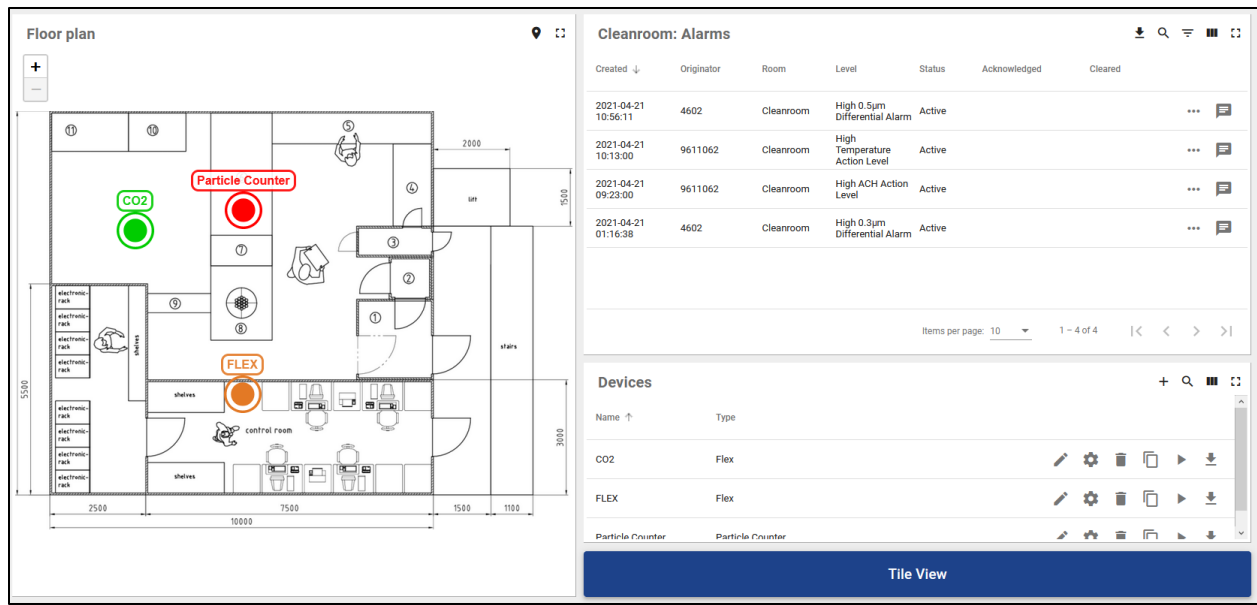 Floor plan
+
−
⑪
⑩
⑤
2000
Particle Counter
④
CO2
lift
1500
③
⑦
②
electronic-
rack
⑨
electronic-
rack
①
⑧
electronic-
rack
shelves
stairs
electronic-
rack
FLEX
5500
shelves
electronic-
rack
control room
3000
electronic-
rack
electronic-
rack
shelves
electronic-
rack
2500
7500
1500
1100
10000
Cleanroom: Alarms
Created ↓ Originator Room Level Status Acknowledged Cleared
2021-04-21
10:56:11
4602 Cleanroom
High 0.5µm
Differential Alarm
Active
2021-04-21
10:13:00
9611062 Cleanroom
High
Temperature
Action Level
Active
2021-04-21
09:23:00
9611062 Cleanroom
High ACH Action
Level
Active
2021-04-21
01:16:38
4602 Cleanroom
High 0.3µm
Differential Alarm
Active
Items per page: 10 1 – 4 of 4
Devices
Name ↑ Type
CO2 Flex
FLEX Flex
Particle Counter Particle Counter
Tile View